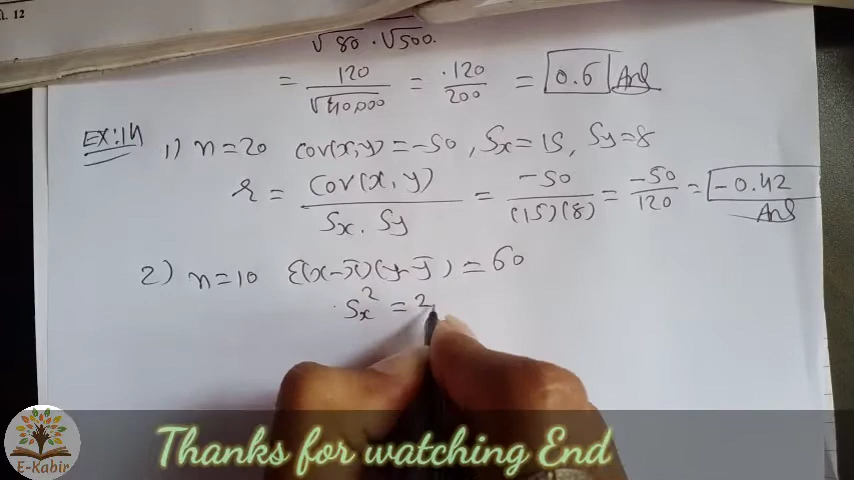 12
√80 . √500.
= 120/√40,000 = .120/200 = 0.6 Ans
EX:14
1) n=20 Cov(x,y) = -50, Sx=15, Sy=8
r = Cov(x, y)/Sx . Sy = -50/(15)(8) = -50/120 = -0.42
Ans
2) n=10 Σ(x-x̄)(y-ȳ) = 60
Sx² = 2
E-Kabir
Thanks for watching End